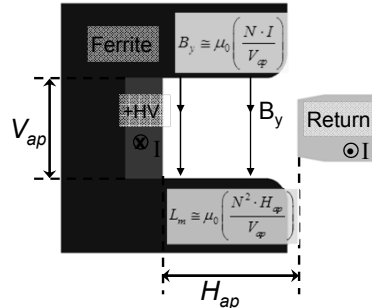 Ferrite
B_y ≅ μ_0 (N · I / V_ap)
V_ap
+HV
I
B_y
Return
I
L_m ≅ μ_0 (N^2 · H_ap / V_ap)
H_ap